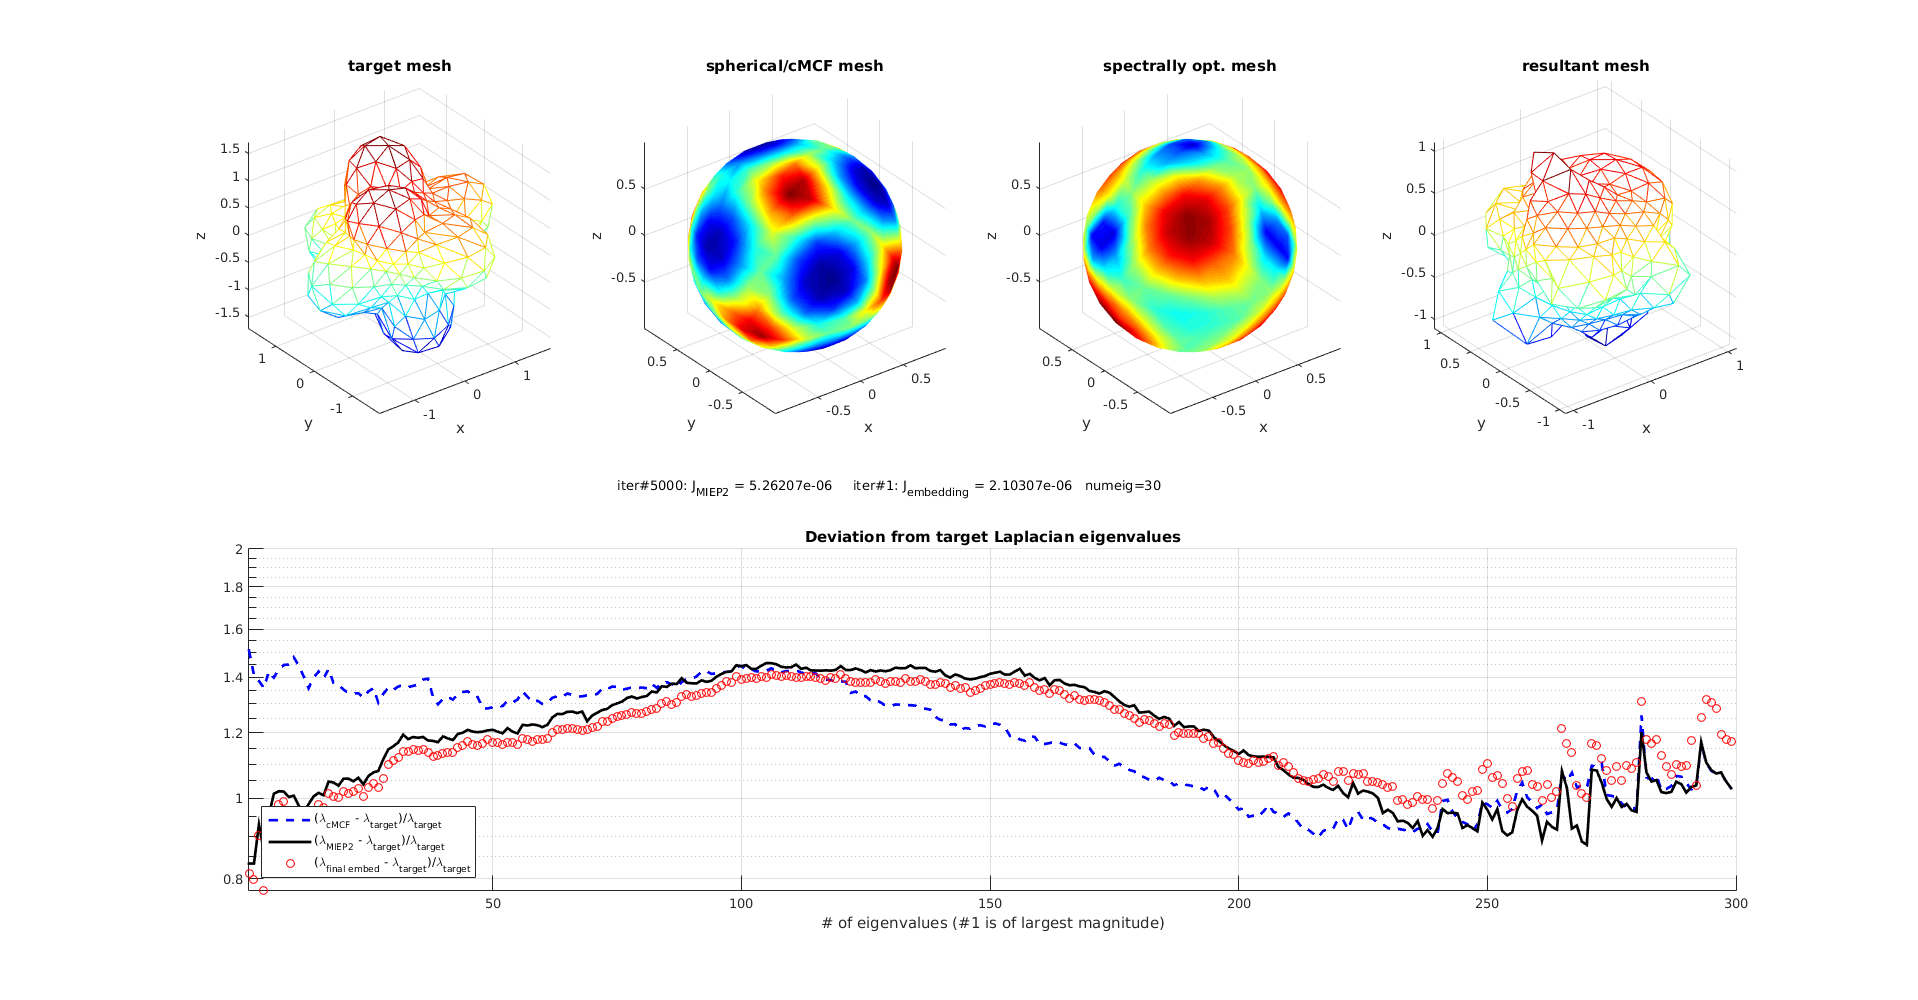 target mesh
spherical/cMCF mesh
spectrally opt. mesh
resultant mesh
1.5
1
0.5
0
-0.5
-1
-1.5
z
1
0
-1
y
-1
0
1
x
0.5
0
-0.5
z
0.5
0
-0.5
y
-0.5
0
0.5
x
0.5
0
-0.5
z
0.5
0
-0.5
y
-0.5
0
0.5
x
1
0.5
0
-0.5
-1
z
1
0.5
0
-0.5
-1
y
-1
0
1
x
iter#5000: J_MIEP2 = 5.26207e-06 iter#1: J_embedding = 2.10307e-06 numeig=30
Deviation from target Laplacian eigenvalues
2
1.8
1.6
1.4
1.2
1
0.8
(λ_cMCF - λ_target)/λ_target
(λ_MIEP2 - λ_target)/λ_target
(λ_final embed - λ_target)/λ_target
50 100 150 200 250 300
# of eigenvalues (#1 is of largest magnitude)